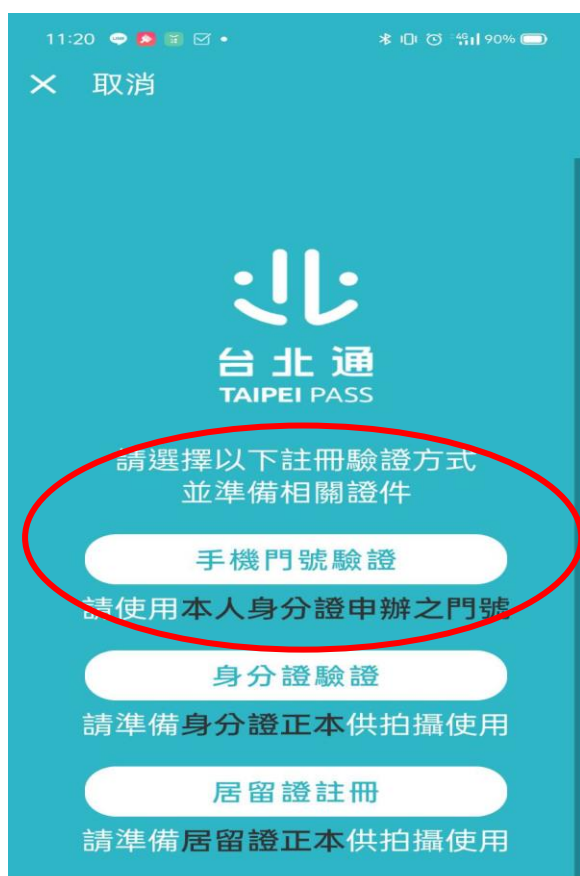 11:20
90%
✕ 取消
台北通
TAIPEI PASS
請選擇以下註冊驗證方式
並準備相關證件
手機門號驗證
請使用本人身分證申辦之門號
身分證驗證
請準備身分證正本供拍攝使用
居留證註冊
請準備居留證正本供拍攝使用